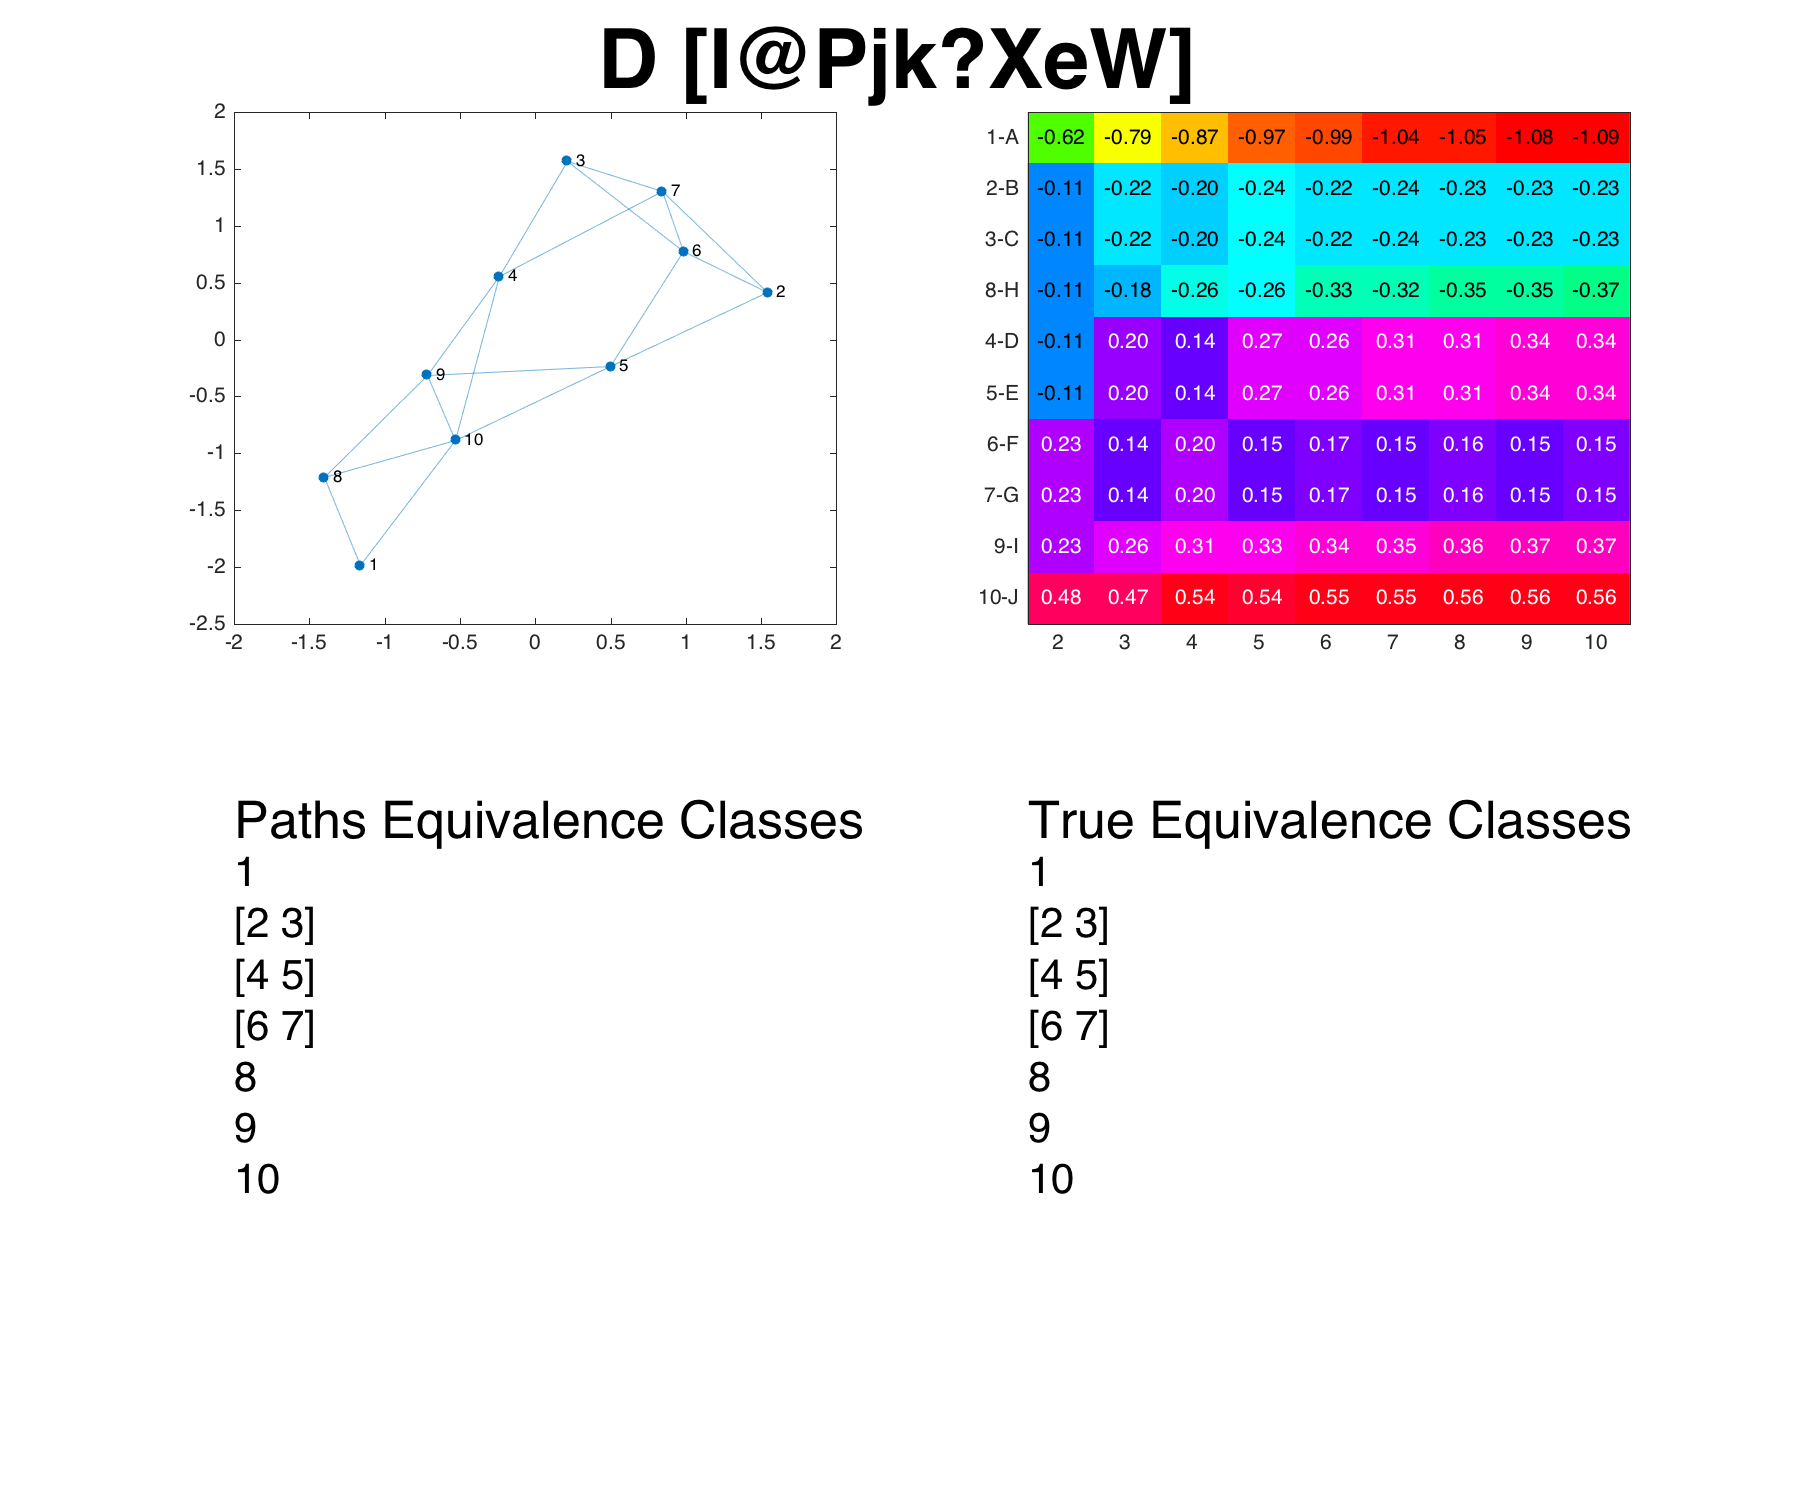 D [I@Pjk?XeW]
2
1.5
1
0.5
0
-0.5
-1
-1.5
-2
-2.5
-2 -1.5 -1 -0.5 0 0.5 1 1.5 2
3
7
6
4
2
5
9
10
8
1
1-A -0.62 -0.79 -0.87 -0.97 -0.99 -1.04 -1.05 -1.08 -1.09
2-B -0.11 -0.22 -0.20 -0.24 -0.22 -0.24 -0.23 -0.23 -0.23
3-C -0.11 -0.22 -0.20 -0.24 -0.22 -0.24 -0.23 -0.23 -0.23
8-H -0.11 -0.18 -0.26 -0.26 -0.33 -0.32 -0.35 -0.35 -0.37
4-D -0.11 0.20 0.14 0.27 0.26 0.31 0.31 0.34 0.34
5-E -0.11 0.20 0.14 0.27 0.26 0.31 0.31 0.34 0.34
6-F 0.23 0.14 0.20 0.15 0.17 0.15 0.16 0.15 0.15
7-G 0.23 0.14 0.20 0.15 0.17 0.15 0.16 0.15 0.15
9-I 0.23 0.26 0.31 0.33 0.34 0.35 0.36 0.37 0.37
10-J 0.48 0.47 0.54 0.54 0.55 0.55 0.56 0.56 0.56
2 3 4 5 6 7 8 9 10
Paths Equivalence Classes
1
[2 3]
[4 5]
[6 7]
8
9
10
True Equivalence Classes
1
[2 3]
[4 5]
[6 7]
8
9
10